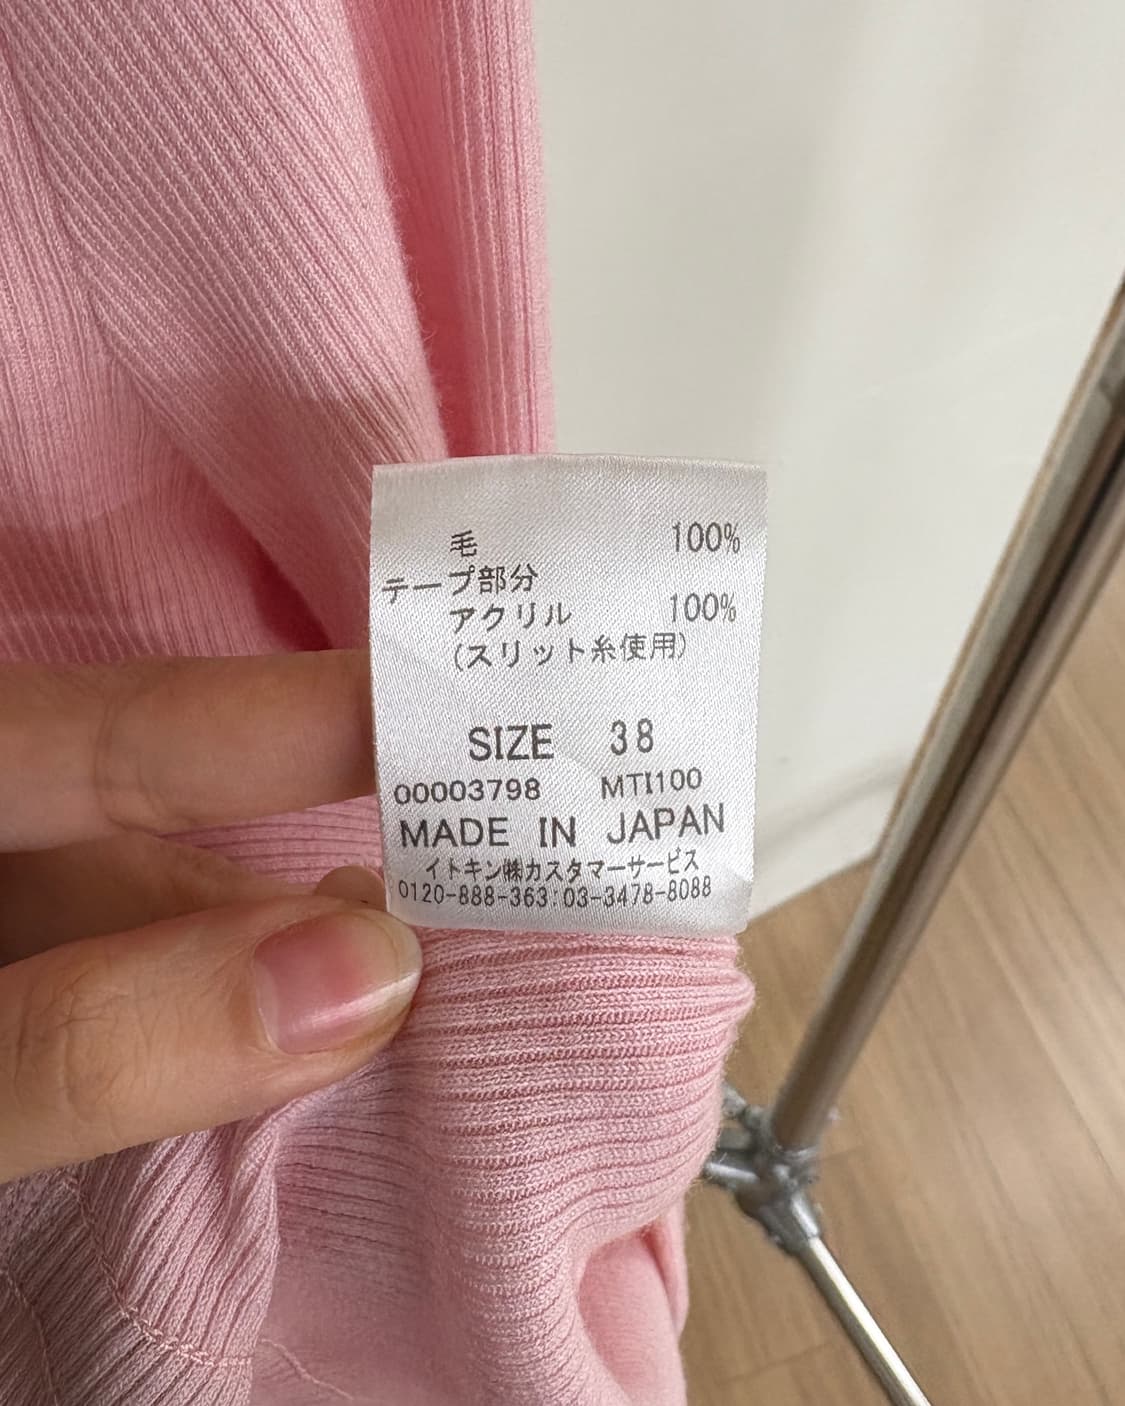 毛 100%
テープ部分
アクリル 100%
(スリット糸使用)
SIZE 38
00003798 MTI100
MADE IN JAPAN
イトキン㈱カスタマーサービス
0120-888-363:03-3478-8088